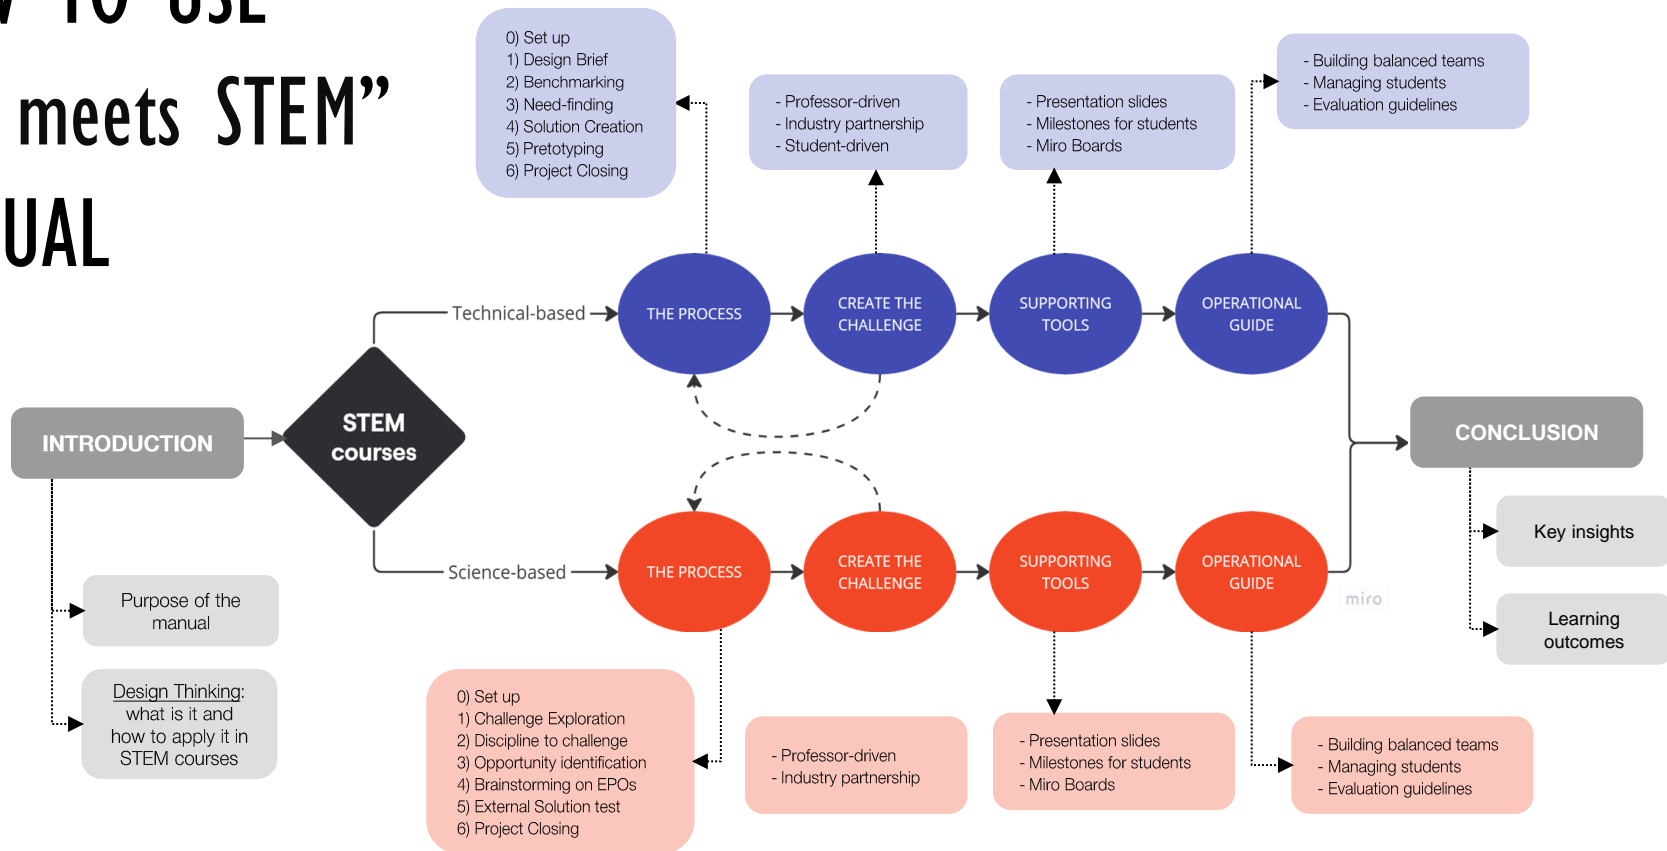 TO USE
meets STEM”
UAL
0) Set up
1) Design Brief
2) Benchmarking
3) Need-finding
4) Solution Creation
5) Pretotyping
6) Project Closing
- Professor-driven
- Industry partnership
- Student-driven
- Presentation slides
- Milestones for students
- Miro Boards
- Building balanced teams
- Managing students
- Evaluation guidelines
Technical-based
THE PROCESS
CREATE THE
CHALLENGE
SUPPORTING
TOOLS
OPERATIONAL
GUIDE
INTRODUCTION
STEM
courses
CONCLUSION
Key insights
Learning
outcomes
Purpose of the
manual
Design Thinking:
what is it and
how to apply it in
STEM courses
Science-based
THE PROCESS
CREATE THE
CHALLENGE
SUPPORTING
TOOLS
OPERATIONAL
GUIDE
miro
0) Set up
1) Challenge Exploration
2) Discipline to challenge
3) Opportunity identification
4) Brainstorming on EPOs
5) External Solution test
6) Project Closing
- Professor-driven
- Industry partnership
- Presentation slides
- Milestones for students
- Miro Boards
- Building balanced teams
- Managing students
- Evaluation guidelines